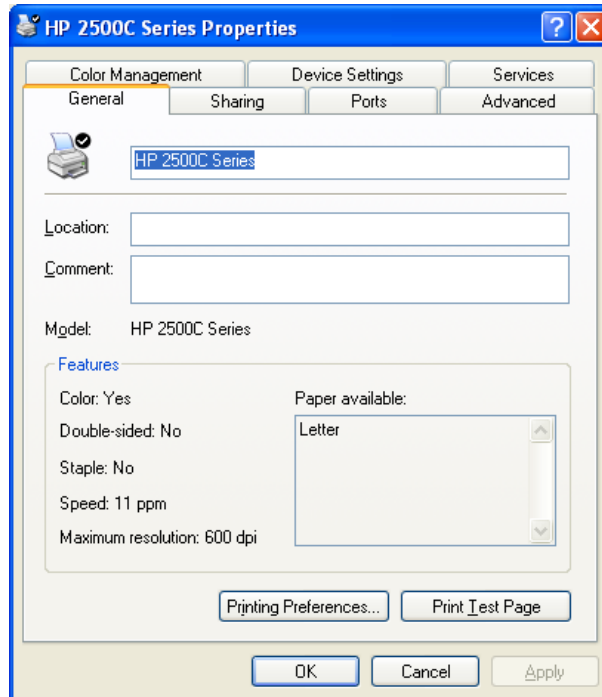 HP 2500C Series Properties
?
Color Management Device Settings Services
General Sharing Ports Advanced
HP 2500C Series
Location:
Comment:
Model: HP 2500C Series
Features
Color: Yes Paper available:
Double-sided: No Letter
Staple: No
Speed: 11 ppm
Maximum resolution: 600 dpi
Printing Preferences... Print Test Page
OK Cancel Apply